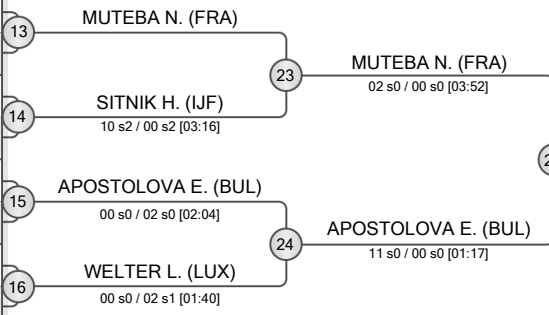 MUTEBA N. (FRA)
13
23
MUTEBA N. (FRA)
02 s0 / 00 s0 [03:52]
SITNIK H. (IJF)
14
10 s2 / 00 s2 [03:16]
APOSTOLOVA E. (BUL)
15
00 s0 / 02 s0 [02:04]
24
APOSTOLOVA E. (BUL)
11 s0 / 00 s0 [01:17]
WELTER L. (LUX)
16
00 s0 / 02 s1 [01:40]